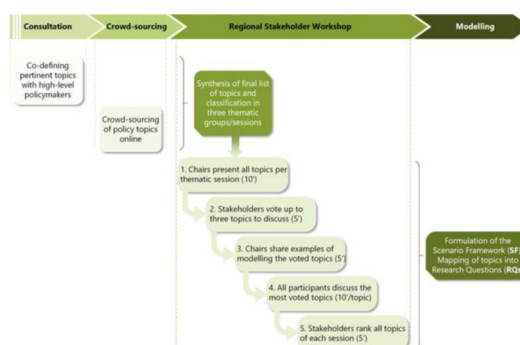 Consultation
Crowd-sourcing
Regional Stakeholder Workshop
Modelling
Co-defining
pertinent topics
with high-level
policymakers
Crowd-sourcing
of policy topics
online
Synthesis of final list
of topics and
classification in
three thematic
groups/sessions
1. Chairs present all topics per
thematic session (10')
2. Stakeholders vote up to
three topics to discuss (5')
3. Chairs share examples of
modelling the voted topics (5')
4. All participants discuss the
most voted topics (10'/topic)
5. Stakeholders rank all topics
of each session (5')
Formulation of the
Scenario Framework (SF)
Mapping of topics into
Research Questions (RQs